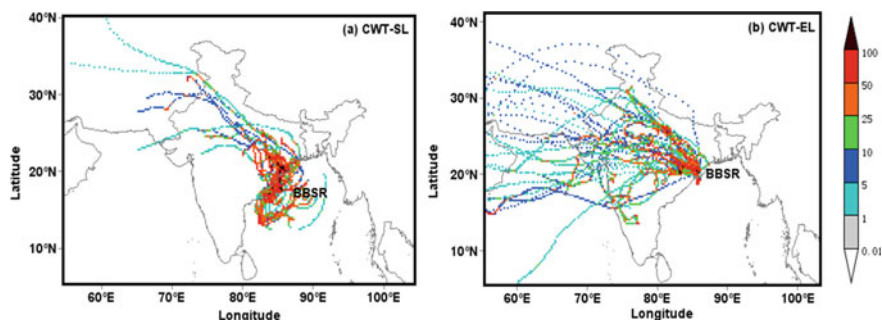 40°N
30°N
20°N
10°N
Latitude
(a) CWT-SL
BBSR
60°E 70°E 80°E 90°E 100°E
Longitude
40°N
30°N
20°N
10°N
Latitude
(b) CWT-EL
BBSR
60°E 70°E 80°E 90°E 100°E
Longitude
100
50
25
10
5
1
0.01